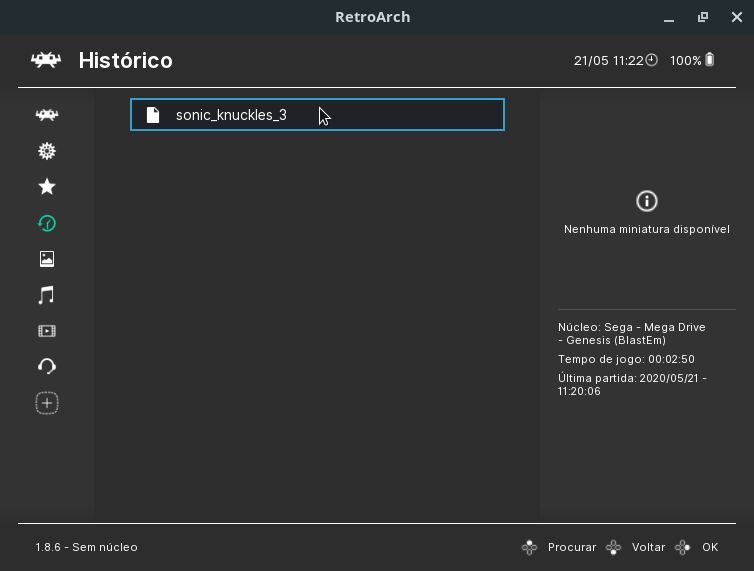 RetroArch
Histórico
21/05 11:22
100%
sonic_knuckles_3
Nenhuma miniatura disponível
Núcleo: Sega - Mega Drive
- Genesis (BlastEm)
Tempo de jogo: 00:02:50
Última partida: 2020/05/21 -
11:20:06
1.8.6 - Sem núcleo
Procurar
Voltar
OK